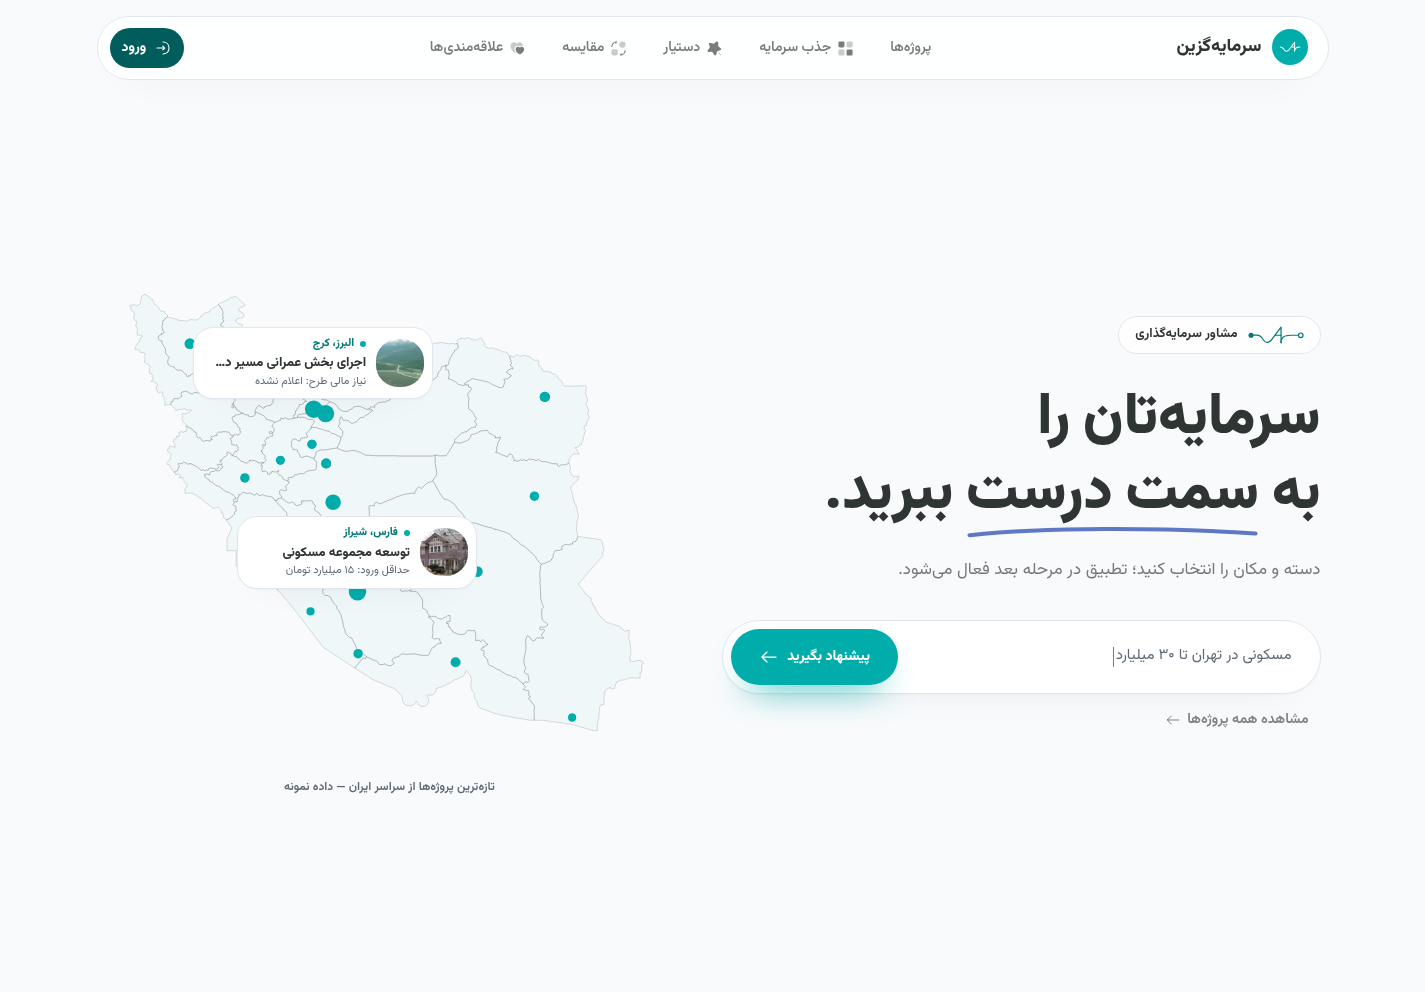 سرمایه‌گزین
پروژه‌ها
جذب سرمایه
دستیار
مقایسه
علاقه‌مندی‌ها
ورود
مشاور سرمایه‌گذاری
سرمایه‌تان را
به سمت درست ببرید.
دسته و مکان را انتخاب کنید؛ تطبیق در مرحله بعد فعال می‌شود.
مسکونی در تهران تا ۳۰ میلیارد
پیشنهاد بگیرید
مشاهده همه پروژه‌ها
البرز، کرج
اجرای بخش عمرانی مسیر د...
نیاز مالی طرح: اعلام نشده
فارس، شیراز
توسعه مجموعه مسکونی
حداقل ورود: ۱۵ میلیارد تومان
تازه‌ترین پروژه‌ها از سراسر ایران — داده نمونه